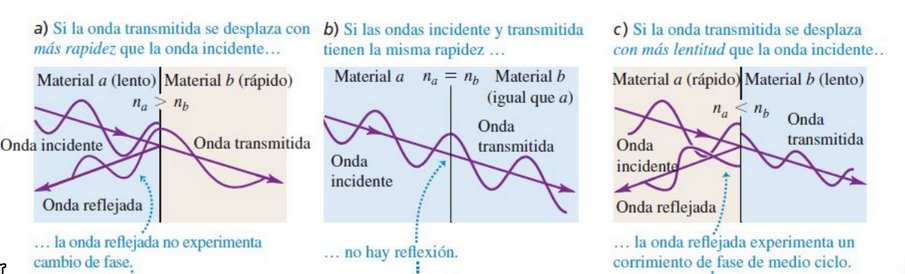 a) Si la onda transmitida se desplaza con
más rapidez que la onda incidente…
Material a (lento) Material b (rápido)
nₐ > n_b
Onda incidente
Onda transmitida
Onda reflejada
… la onda reflejada no experimenta
cambio de fase.
b) Si las ondas incidente y transmitida
tienen la misma rapidez …
Material a nₐ = n_b Material b
(igual que a)
Onda
transmitida
Onda
incidente
… no hay reflexión.
c) Si la onda transmitida se desplaza
con más lentitud que la onda incidente…
Material a (rápido) Material b (lento)
nₐ < n_b
Onda
transmitida
Onda
incidente
Onda reflejada
… la onda reflejada experimenta un
corrimiento de fase de medio ciclo.